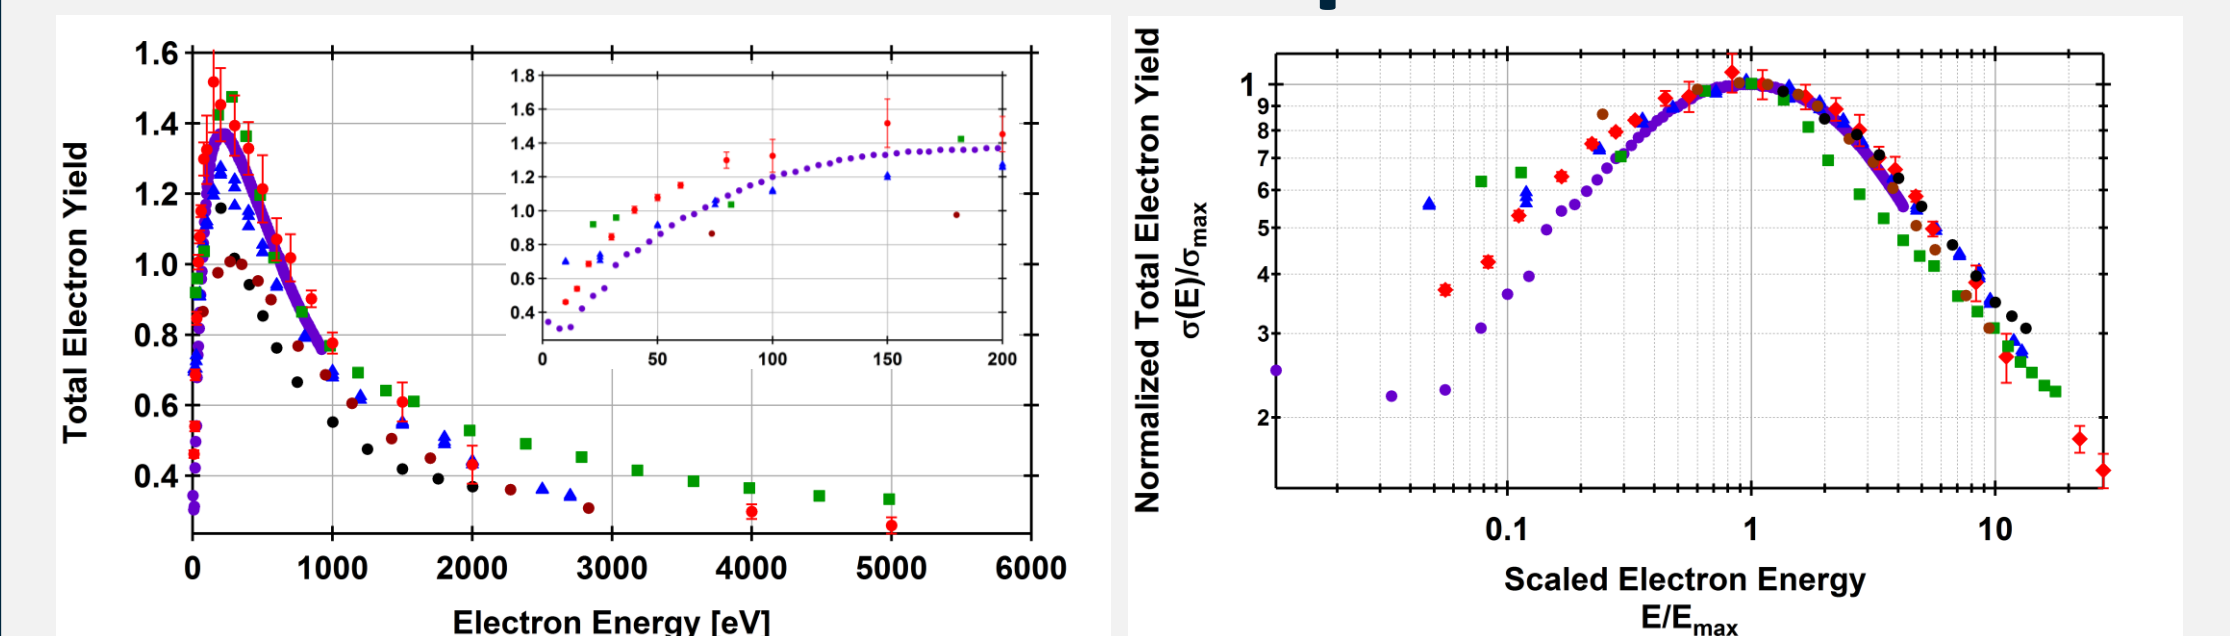 Total Electron Yield
1.6
1.4
1.2
1.0
0.8
0.6
0.4
0 1000 2000 3000 4000 5000 6000
Electron Energy [eV]
1.8
1.6
1.4
1.2
1.0
0.8
0.6
0.4
0 50 100 150 200
Normalized Total Electron Yield
σ(E)/σmax
1
9
8
7
6
5
4
3
2
0.1 1 10
Scaled Electron Energy
E/Emax